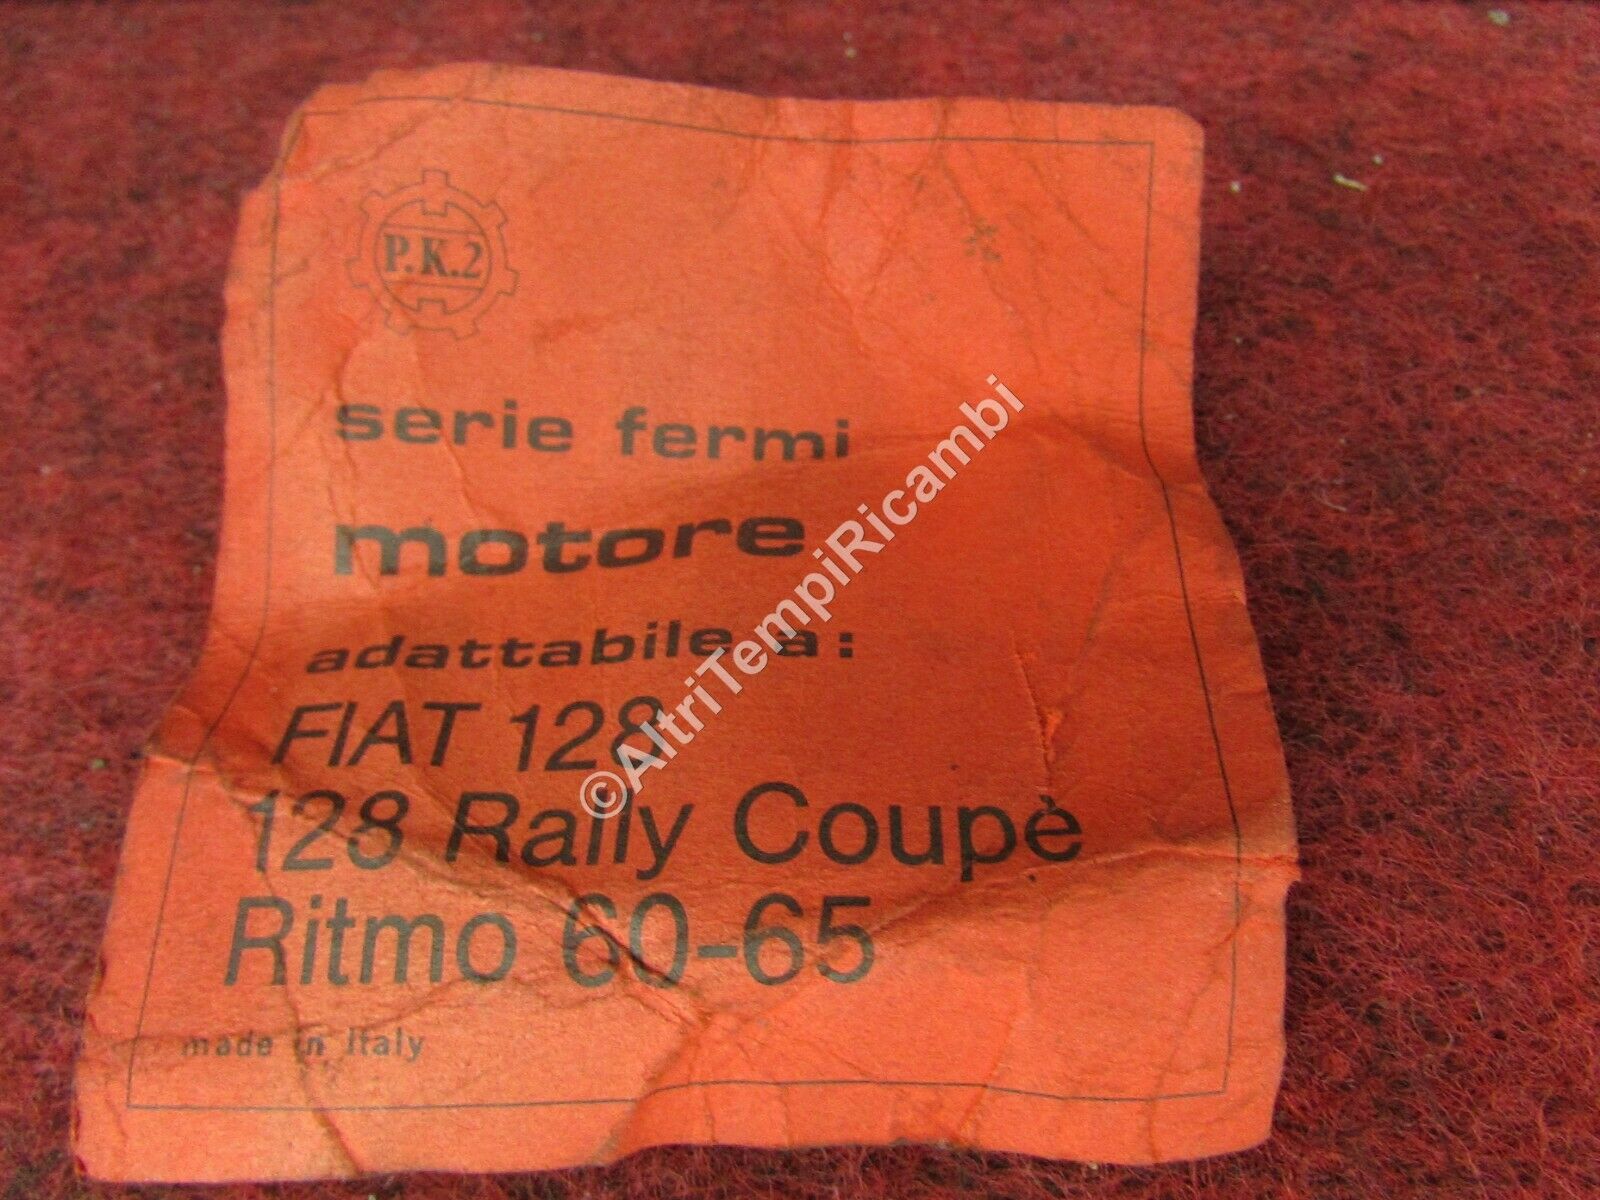 P.K.2
serie fermi
motore
adattabile a:
FIAT 128
128 Rally Coupè
Ritmo 60-65
made in Italy
©AltriTempiRicambi